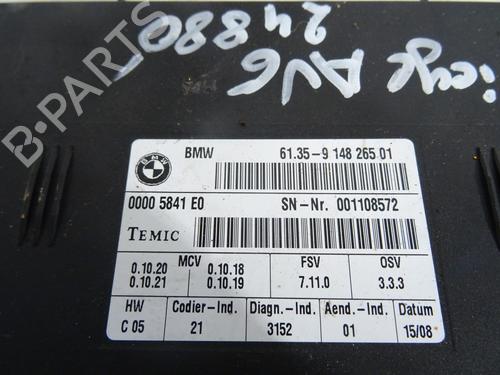 24880
AVG
BMW 61.35-9 148 265 01
BMW
0000 5841 E0 SN-Nr. 001108572
TEMIC
MCV FSV OSV
0.10.20 0.10.18 7.11.0 3.3.3
0.10.21 0.10.19
HW Codier-Ind. Diagn.-Ind. Aend.-Ind. Datum
C 05 21 3152 01 15/08
B-PARTS